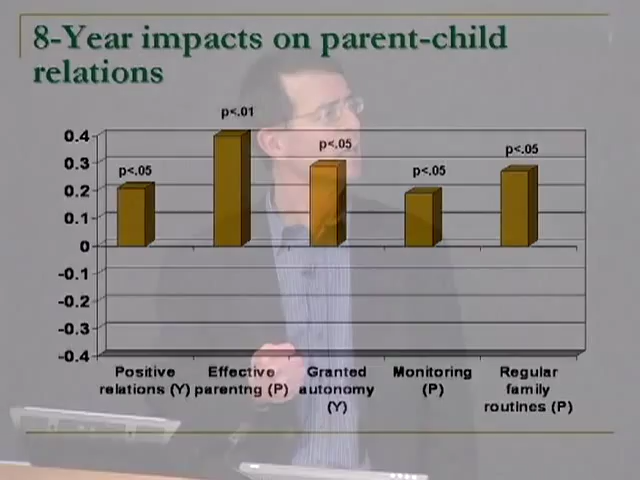 8-Year impacts on parent-child
relations
p<.01
p<.05
p<.05
p<.05
p<.05
0.4
0.3
0.2
0.1
0
-0.1
-0.2
-0.3
-0.4
Positive
relations (Y)
Effective
parentng (P)
Granted
autonomy
(Y)
Monitoring
(P)
Regular
family
routines (P)